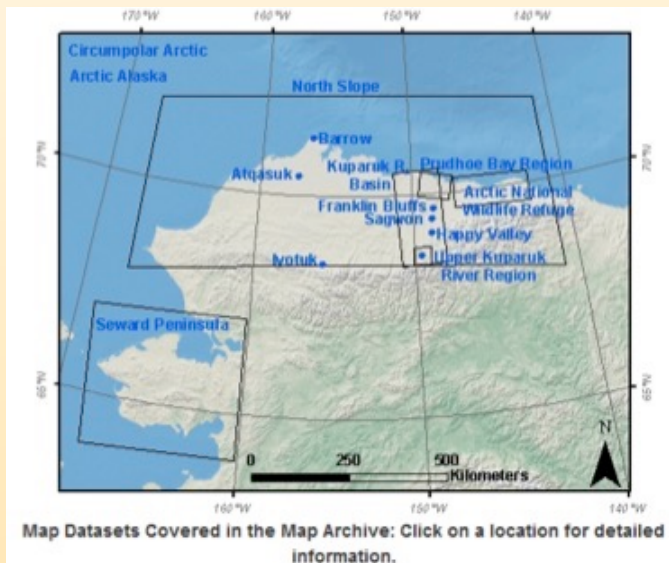 170°W 160°W 150°W 140°W
Circumpolar Arctic
Arctic Alaska
North Slope
Barrow
70°N
70°N
Kuparuk R.
Basin
Prudhoe Bay Region
Atqasuk
Arctic National
Wildlife Refuge
Franklin Bluffs
Sagwon
Happy Valley
Ivotuk
Upper Kuparuk
River Region
Seward Peninsula
65°N
65°N
N
0 250 500
Kilometers
160°W 150°W 140°W
Map Datasets Covered in the Map Archive: Click on a location for detailed
information.